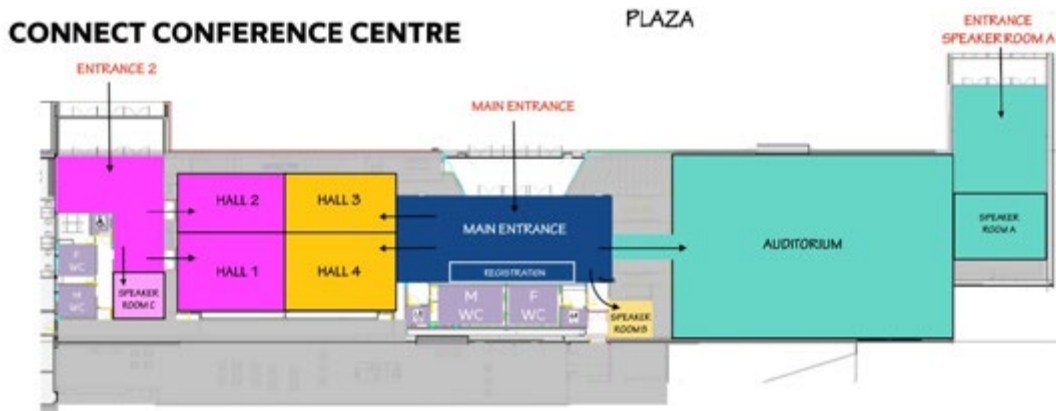 CONNECT CONFERENCE CENTRE
PLAZA
ENTRANCE
SPEAKER ROOM A
ENTRANCE 2
MAIN ENTRANCE
HALL 2
HALL 3
MAIN ENTRANCE
SPEAKER
ROOM A
AUDITORIUM
F
WC
HALL 1
HALL 4
REGISTRATION
M
WC
SPEAKER
ROOM C
M
WC
F
WC
SPEAKER
ROOM B